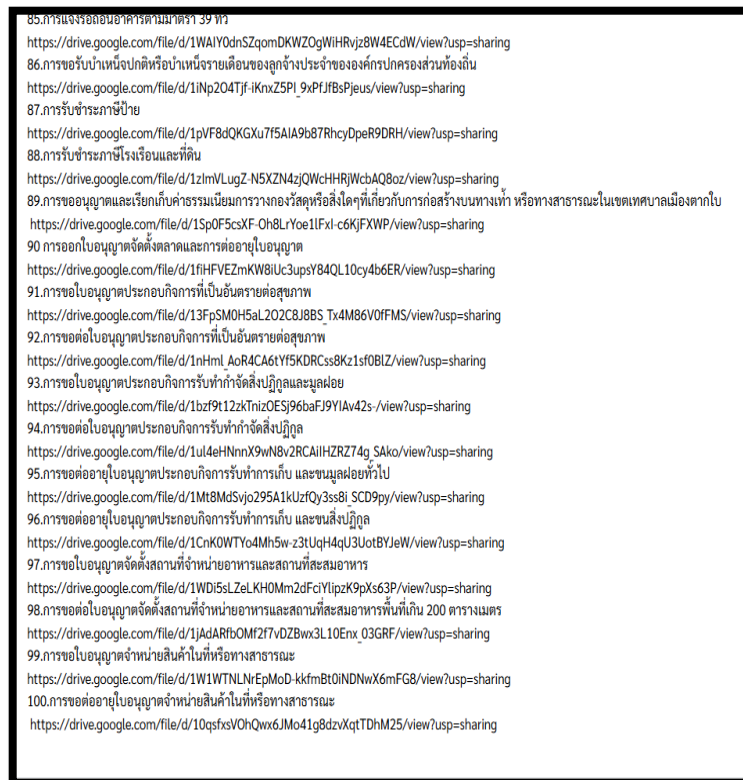 85.การแจ้งรื้อถอนอาคารตามมาตรา 39 ทวิ
https://drive.google.com/file/d/1WAIY0dnSZqomDKWZOgWiHRvjz8W4ECdW/view?usp=sharing
86.การขอรับบำเหน็จปกติหรือบำเหน็จรายเดือนของลูกจ้างประจำขององค์กรปกครองส่วนท้องถิ่น
https://drive.google.com/file/d/1iNp2O4Tjf-iKnxZ5PI_9xPfJfBsPjeus/view?usp=sharing
87.การรับชำระภาษีป้าย
https://drive.google.com/file/d/1pVF8dQKGXu7f5AIA9b87RhcyDpeR9DRH/view?usp=sharing
88.การรับชำระภาษีโรงเรือนและที่ดิน
https://drive.google.com/file/d/1zImVLugZ-N5XZN4zjQWcHHRjWcbAQ8oz/view?usp=sharing
89.การขออนุญาตและเรียกเก็บค่าธรรมเนียมการวางกองวัสดุหรือสิ่งใดๆที่เกี่ยวกับการก่อสร้างบนทางเท้า หรือทางสาธารณะในเขตเทศบาลเมืองตากใบ
https://drive.google.com/file/d/1Sp0F5csXF-Oh8LrYoe1lFxI-c6KjFXWP/view?usp=sharing
90 การออกใบอนุญาตจัดตั้งตลาดและการต่ออายุใบอนุญาต
https://drive.google.com/file/d/1fiHFVEZmKW8iUc3upsY84QL10cy4b6ER/view?usp=sharing
91.การขอใบอนุญาตประกอบกิจการที่เป็นอันตรายต่อสุขภาพ
https://drive.google.com/file/d/13FpSM0H5aL2O2C8J8BS_Tx4M86V0fFMS/view?usp=sharing
92.การขอต่อใบอนุญาตประกอบกิจการที่เป็นอันตรายต่อสุขภาพ
https://drive.google.com/file/d/1nHml_AoR4CA6tYf5KDRCss8Kz1sf0BlZ/view?usp=sharing
93.การขอใบอนุญาตประกอบกิจการรับทำกำจัดสิ่งปฏิกูลและมูลฝอย
https://drive.google.com/file/d/1bzf9t12zkTnizOESj96baFJ9YIAv42s-/view?usp=sharing
94.การขอต่อใบอนุญาตประกอบกิจการรับทำกำจัดสิ่งปฏิกูล
https://drive.google.com/file/d/1ul4eHNnnX9wN8v2RCAiIHZRZ74g_SAko/view?usp=sharing
95.การขอต่ออายุใบอนุญาตประกอบกิจการรับทำการเก็บ และขนมูลฝอยทั่วไป
https://drive.google.com/file/d/1Mt8MdSvjo295A1kUzfQy3ss8i_SCD9py/view?usp=sharing
96.การขอต่ออายุใบอนุญาตประกอบกิจการรับทำการเก็บ และขนสิ่งปฏิกูล
https://drive.google.com/file/d/1CnK0WTYo4Mh5w-z3tUqH4qU3UotBYJeW/view?usp=sharing
97.การขอใบอนุญาตจัดตั้งสถานที่จำหน่ายอาหารและสถานที่สะสมอาหาร
https://drive.google.com/file/d/1WDi5sLZeLKH0Mm2dFciYlipzK9pXs63P/view?usp=sharing
98.การขอต่อใบอนุญาตจัดตั้งสถานที่จำหน่ายอาหารและสถานที่สะสมอาหารพื้นที่เกิน 200 ตารางเมตร
https://drive.google.com/file/d/1jAdARfbOMf2f7vDZBwx3L10Enx_03GRF/view?usp=sharing
99.การขอใบอนุญาตจำหน่ายสินค้าในที่หรือทางสาธารณะ
https://drive.google.com/file/d/1W1WTNLNrEpMoD-kkfmBt0iNDNwX6mFG8/view?usp=sharing
100.การขอต่ออายุใบอนุญาตจำหน่ายสินค้าในที่หรือทางสาธารณะ
https://drive.google.com/file/d/10qsfxsVOhQwx6JMo41g8dzvXqtTDhM25/view?usp=sharing